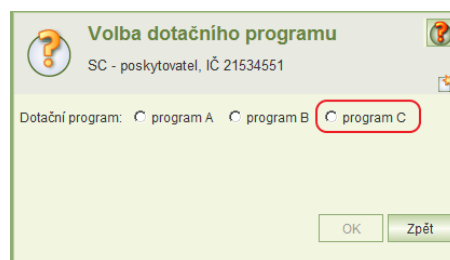 Volba dotačního programu
SC - poskytovatel, IČ 21534551
Dotační program: program A program B program C
OK Zpět